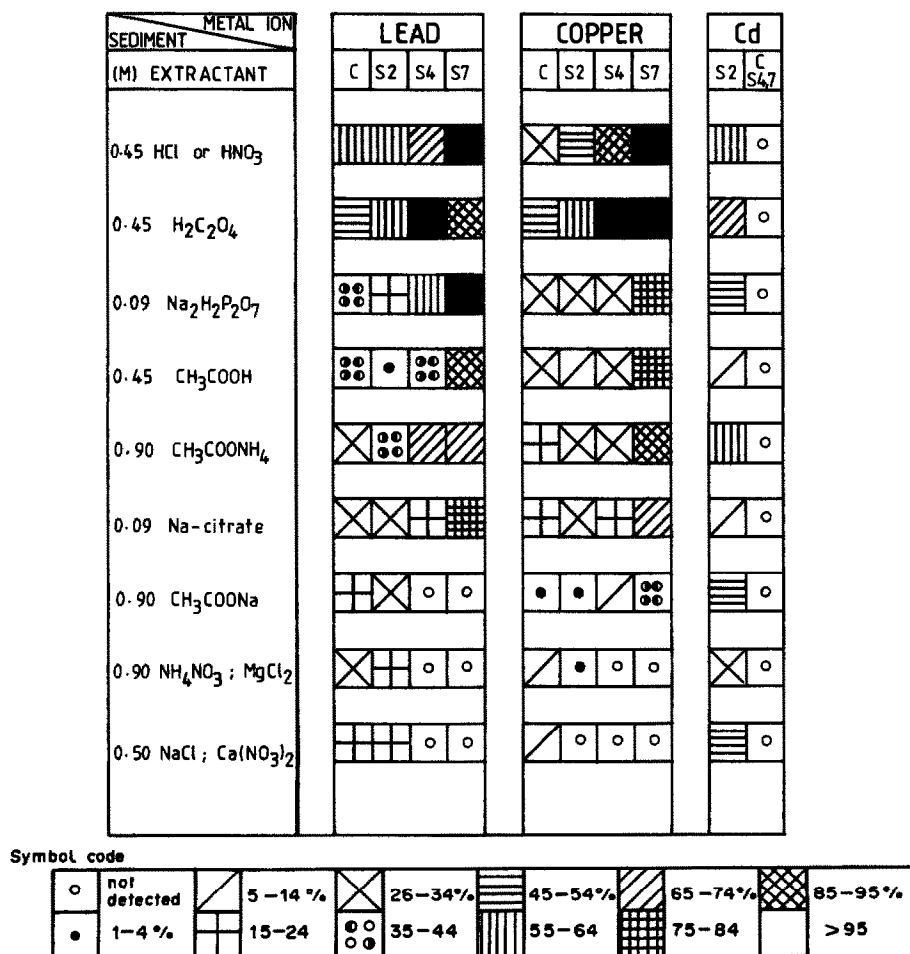 METAL ION
SEDIMENT
LEAD
COPPER
Cd
(M) EXTRACTANT
C S2 S4 S7
C S2 S4 S7
S2 C S4,7
0.45 HCl or HNO3
0.45 H2C2O4
0.09 Na2H2P2O7
0.45 CH3COOH
0.90 CH3COONH4
0.09 Na-citrate
0.90 CH3COONa
0.90 NH4NO3 ; MgCl2
0.50 NaCl ; Ca(NO3)2
Symbol code
not detected 5-14 % 26-34% 45-54% 65-74% 85-95%
1-4 % 15-24 35-44 55-64 75-84 >95